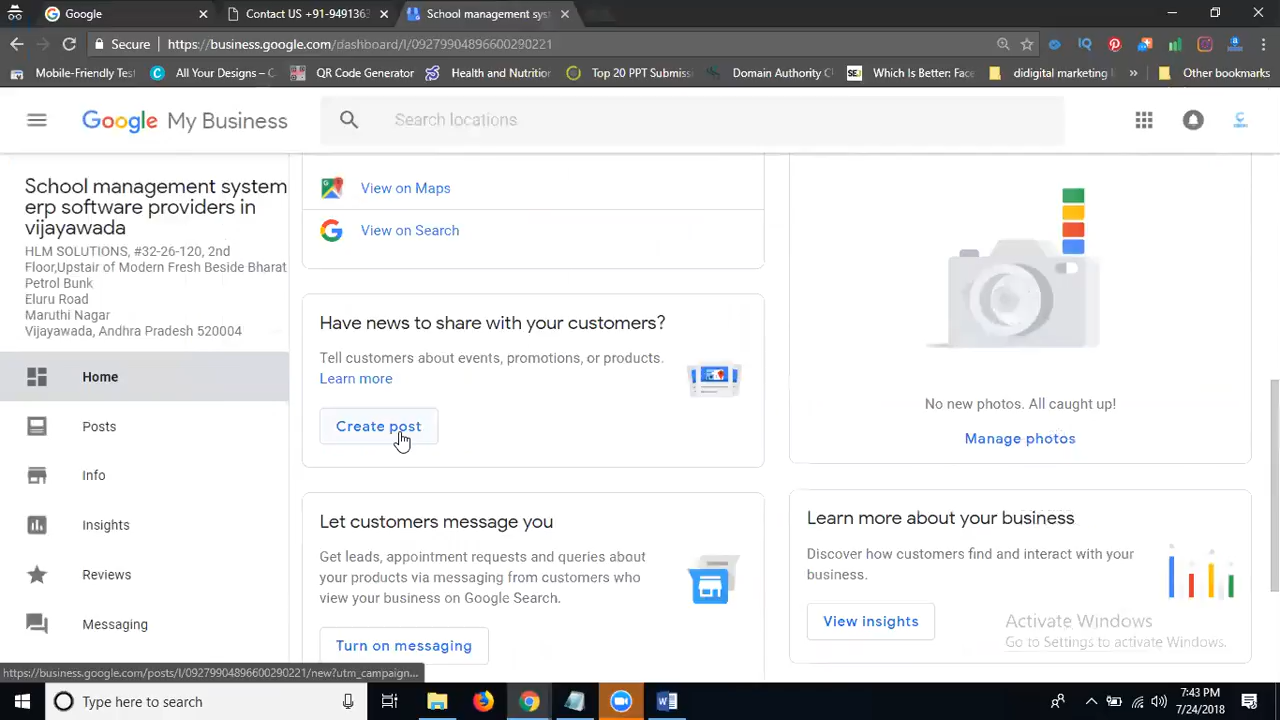 Google
Contact US +-91-949136
School management sys
Secure
https://business.google.com/dashboard/l/09279904896600290221
Mobile-Friendly Test
All Your Designs – C
QR Code Generator
Health and Nutrition
Top 20 PPT Submiss
Domain Authority C
SEJ
Which Is Better: Face
didigital marketing
»
Other bookmarks
Google My Business
Search locations
School management system
erp software providers in
vijayawada
HLM SOLUTIONS, #32-26-120, 2nd
Floor,Upstair of Modern Fresh Beside Bharat
Petrol Bunk
Eluru Road
Maruthi Nagar
Vijayawada, Andhra Pradesh 520004
Home
Posts
Info
Insights
Reviews
Messaging
View on Maps
View on Search
Have news to share with your customers?
Tell customers about events, promotions, or products.
Learn more
Create post
Let customers message you
Get leads, appointment requests and queries about
your products via messaging from customers who
view your business on Google Search.
Turn on messaging
No new photos. All caught up!
Manage photos
Learn more about your business
Discover how customers find and interact with your
business.
View insights
Activate Windows
Go to Settings to activate Windows.
https://business.google.com/posts/l/09279904896600290221/new?utm_campaign...
Type here to search
7:43 PM
7/24/2018